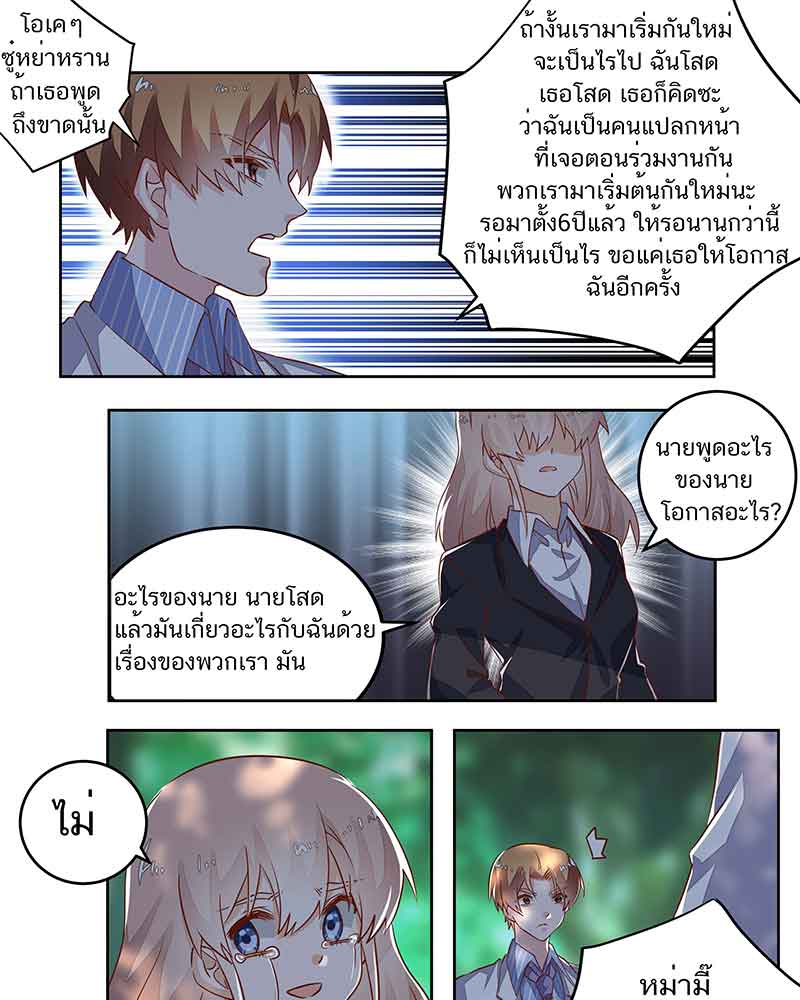 โอเคๆ
ซู่หย่าหราน
ถ้าเธอพูด
ถึงขาดนั้น
ถ้างั้นเรามาเริ่มกันใหม่
จะเป็นไรไป ฉันโสด
เธอโสด เธอก็คิดซะ
ว่าฉันเป็นคนแปลกหน้า
ที่เจอตอนร่วมงานกัน
พวกเรามาเริ่มต้นกันใหม่นะ
รอมาตั้ง6ปีแล้ว ให้รอนานกว่านี้
ก็ไม่เห็นเป็นไร ขอแค่เธอให้โอกาส
ฉันอีกครั้ง
นายพูดอะไร
ของนาย
โอกาสอะไร?
อะไรของนาย นายโสด
แล้วมันเกี่ยวอะไรกับฉันด้วย
เรื่องของพวกเรา มัน
ไม่
หม่ามี๊